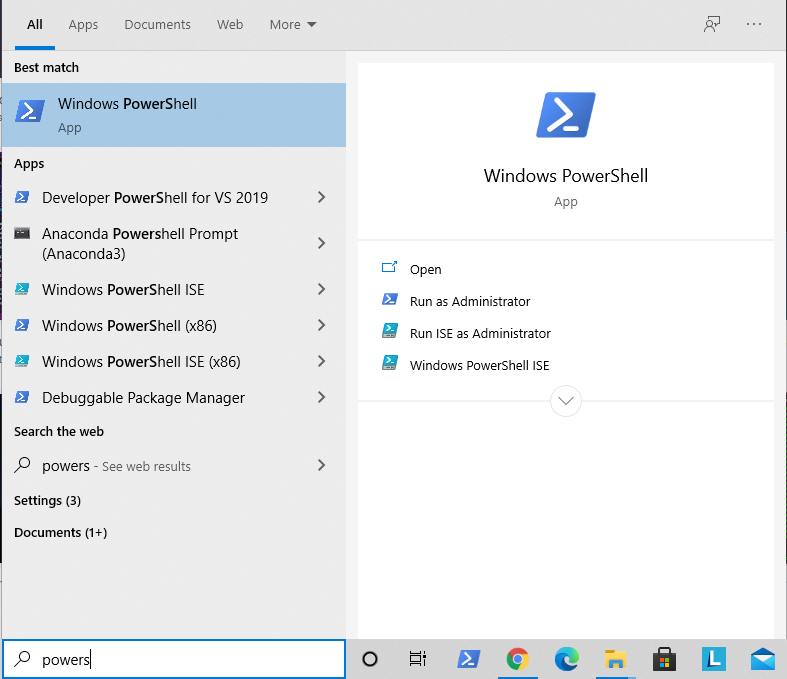 All Apps Documents Web More
Best match
Windows PowerShell
App
Apps
Developer PowerShell for VS 2019
Anaconda Powershell Prompt
(Anaconda3)
Windows PowerShell ISE
Windows PowerShell (x86)
Windows PowerShell ISE (x86)
Debuggable Package Manager
Search the web
powers - See web results
Settings (3)
Documents (1+)
Windows PowerShell
App
Open
Run as Administrator
Run ISE as Administrator
Windows PowerShell ISE
powers
L